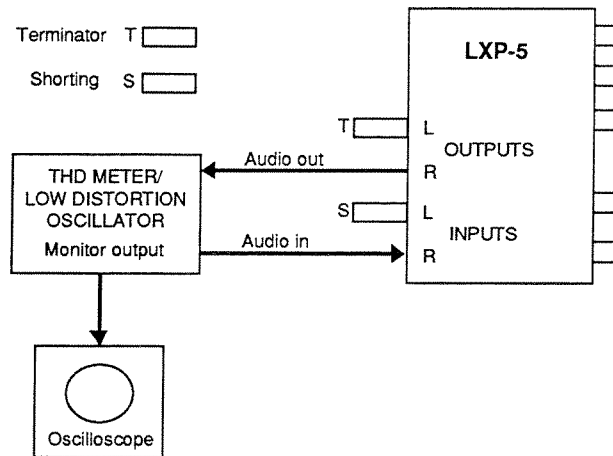 Terminator T
Shorting S
LXP-5
T
L
OUTPUTS
Audio out
R
THD METER/
LOW DISTORTION
OSCILLATOR
Monitor output
S
L
INPUTS
Audio in
R
Oscilloscope